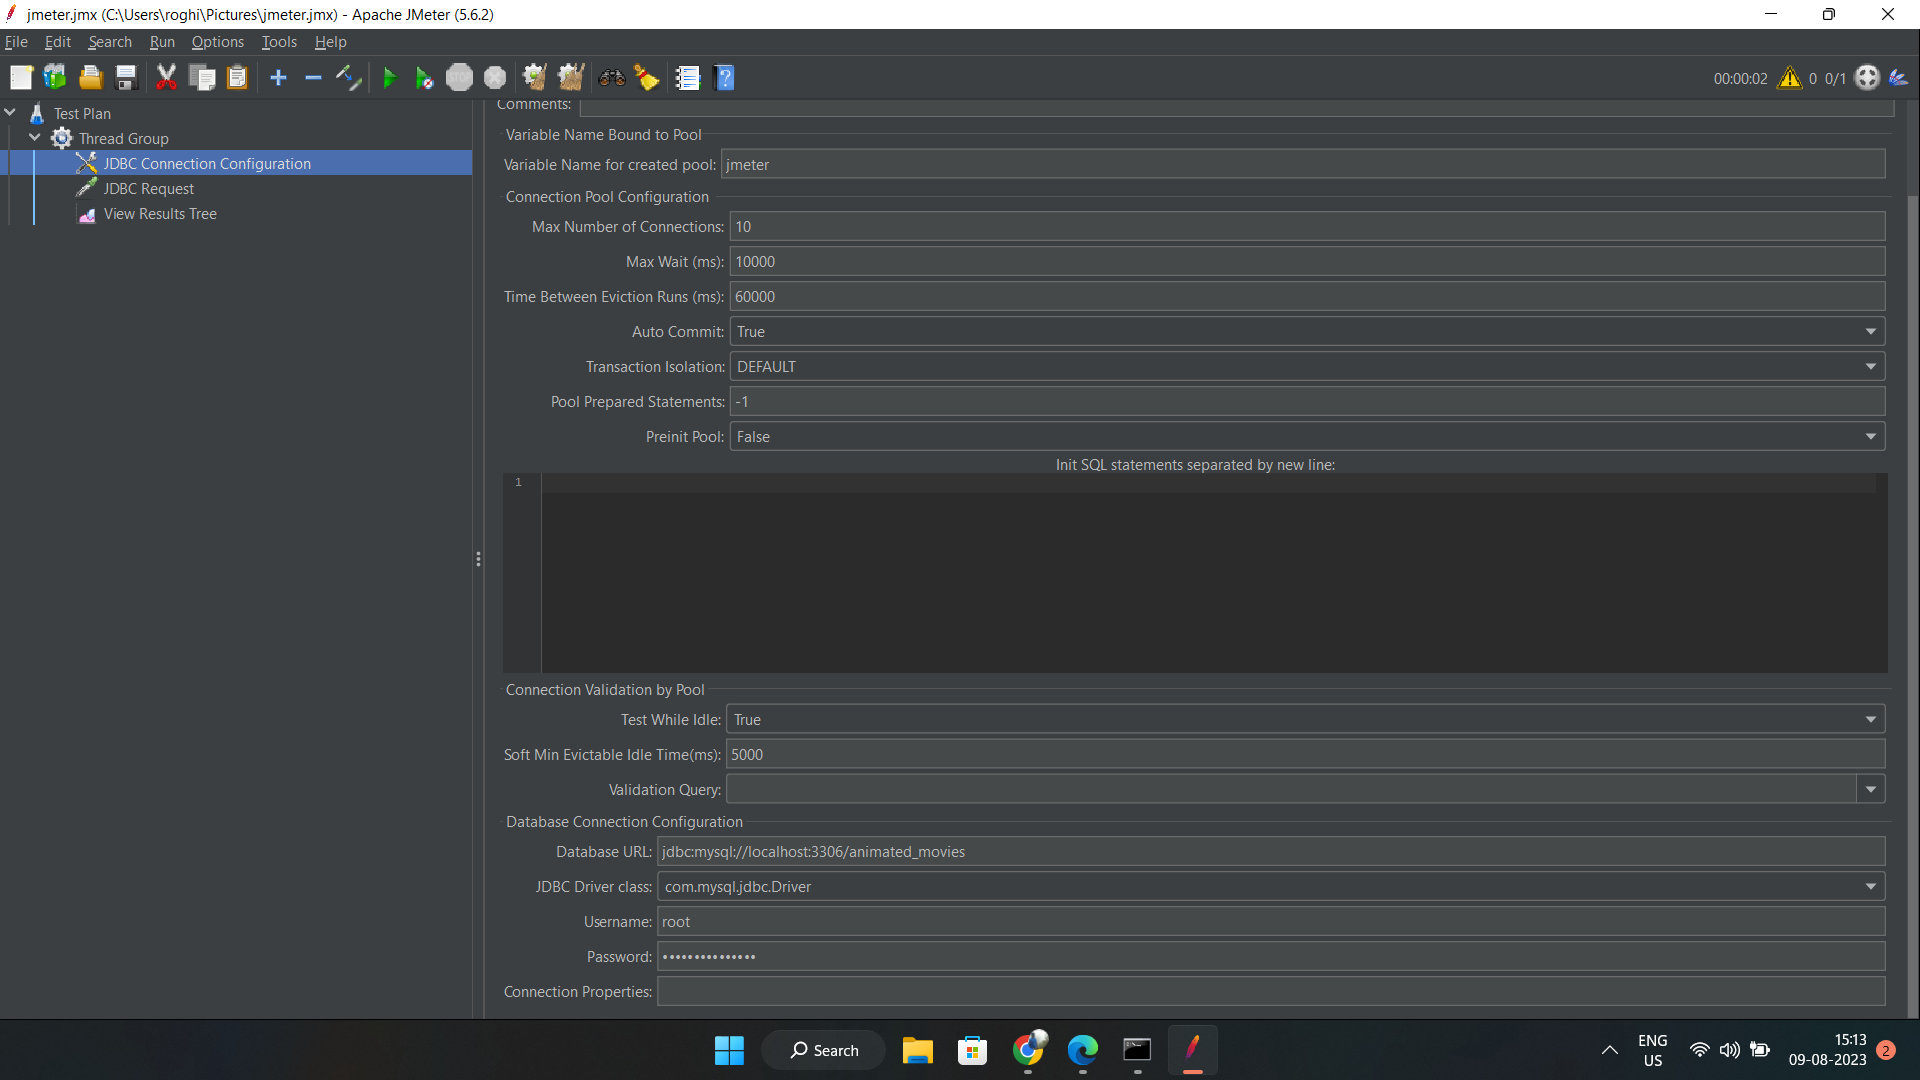 jmeter.jmx (C:\Users\roghi\Pictures\jmeter.jmx) - Apache JMeter (5.6.2)
File Edit Search Run Options Tools Help
00:00:02 0 0/1
Test Plan
Thread Group
JDBC Connection Configuration
JDBC Request
View Results Tree
Comments:
Variable Name Bound to Pool
Variable Name for created pool: jmeter
Connection Pool Configuration
Max Number of Connections: 10
Max Wait (ms): 10000
Time Between Eviction Runs (ms): 60000
Auto Commit: True
Transaction Isolation: DEFAULT
Pool Prepared Statements: -1
Preinit Pool: False
Init SQL statements separated by new line:
1
Connection Validation by Pool
Test While Idle: True
Soft Min Evictable Idle Time(ms): 5000
Validation Query:
Database Connection Configuration
Database URL: jdbc:mysql://localhost:3306/animated_movies
JDBC Driver class: com.mysql.jdbc.Driver
Username: root
Password: •••••••••••••••
Connection Properties:
Search
ENG
US
15:13
09-08-2023
2